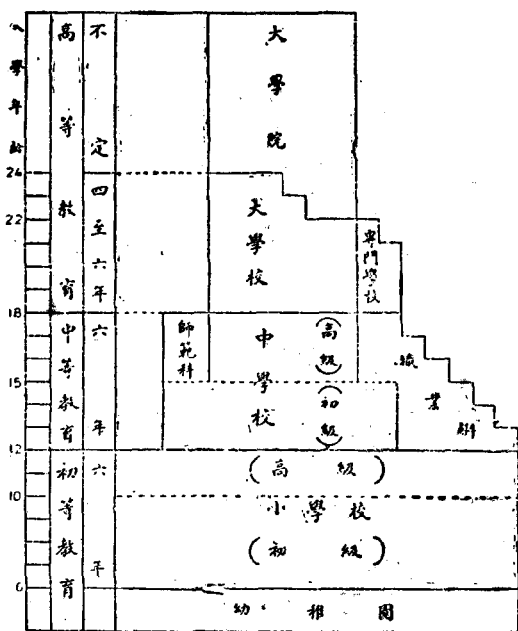 入學年齡
24
22
18
15
12
10
6
高等教育
中等教育
初等教育
不定
四至六年
六年
六年
大學院
大學校
專門學校
師範科
中學校
(高級)
(初級)
職業科
(高級)
小學校
(初級)
幼稚園